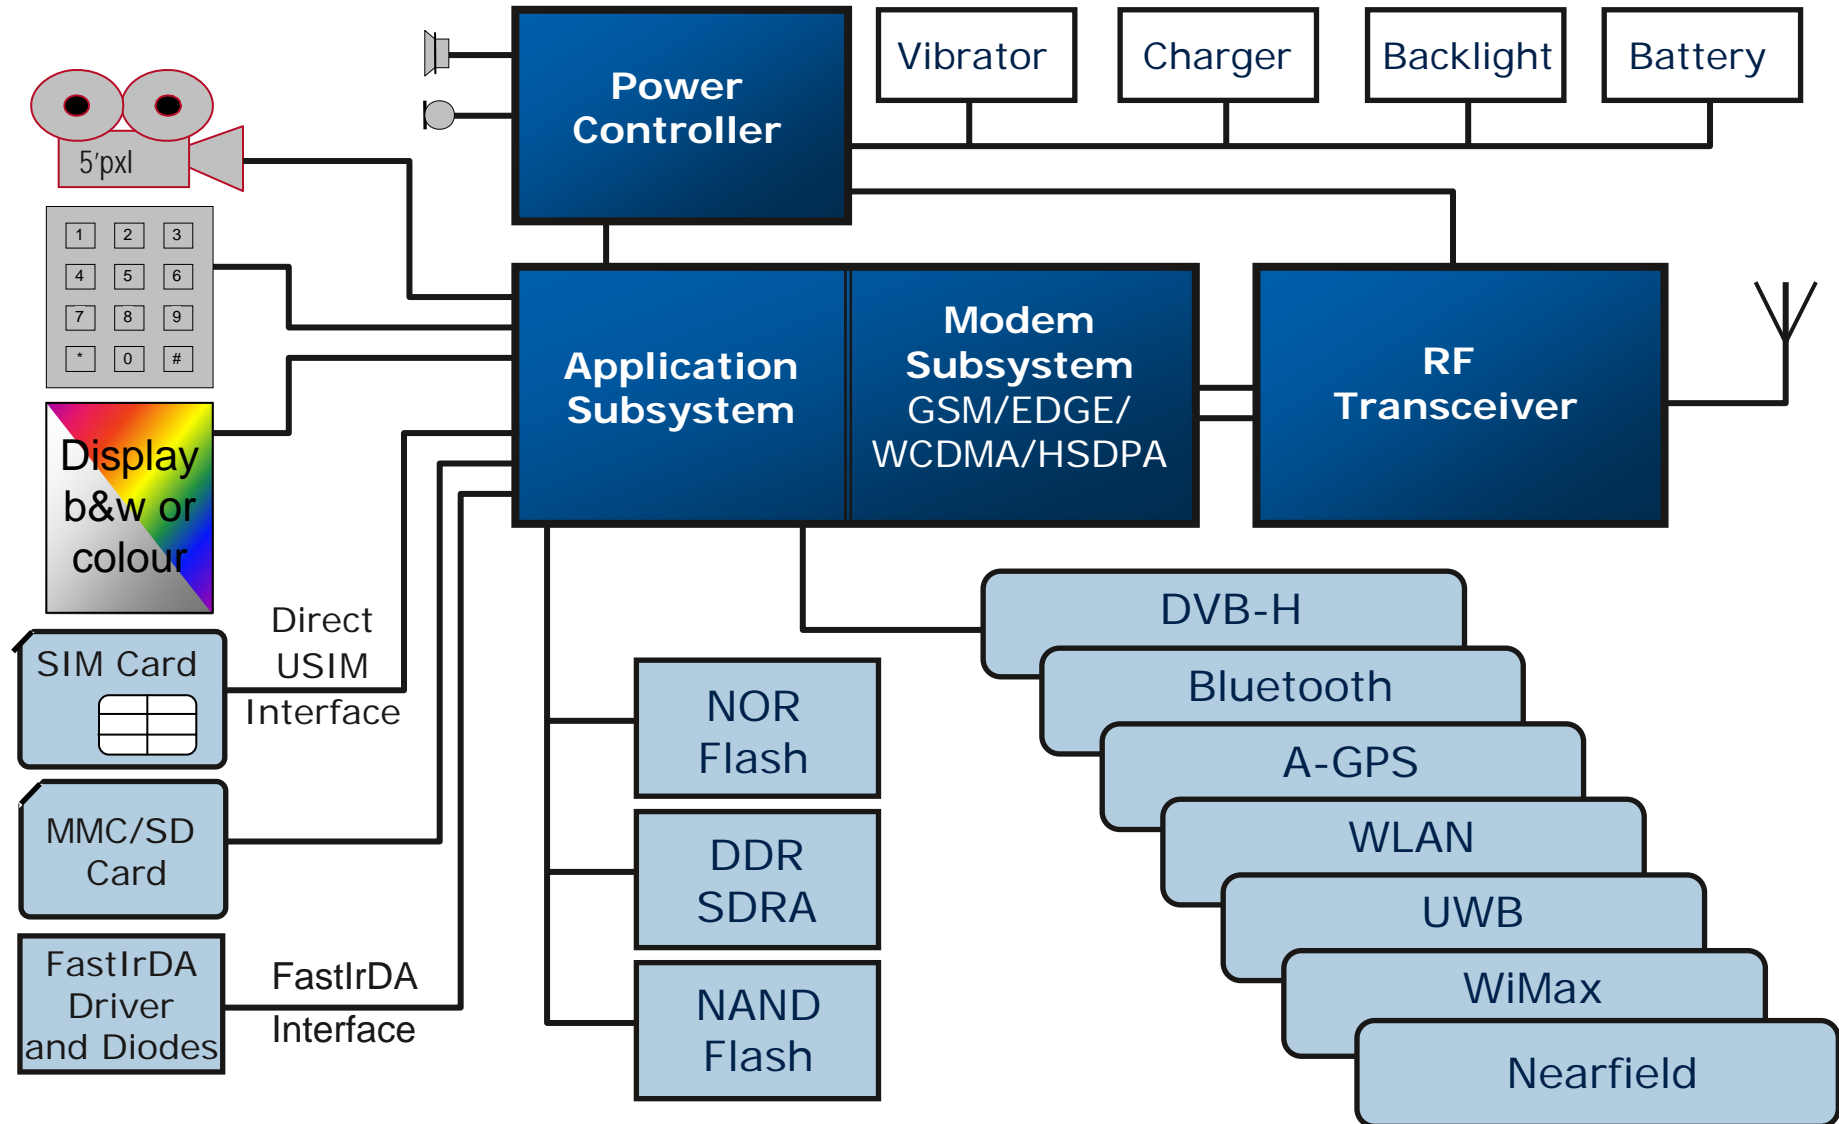 Power
Controller
Vibrator
Charger
Backlight
Battery
5'pxl
1 2 3
4 5 6
7 8 9
* 0 #
Display
b&w or
colour
Application
Subsystem
Modem
Subsystem
GSM/EDGE/
WCDMA/HSDPA
RF
Transceiver
SIM Card
Direct
USIM
Interface
MMC/SD
Card
FastIrDA
Driver
and Diodes
FastIrDA
Interface
NOR
Flash
DDR
SDRA
NAND
Flash
DVB-H
Bluetooth
A-GPS
WLAN
UWB
WiMax
Nearfield